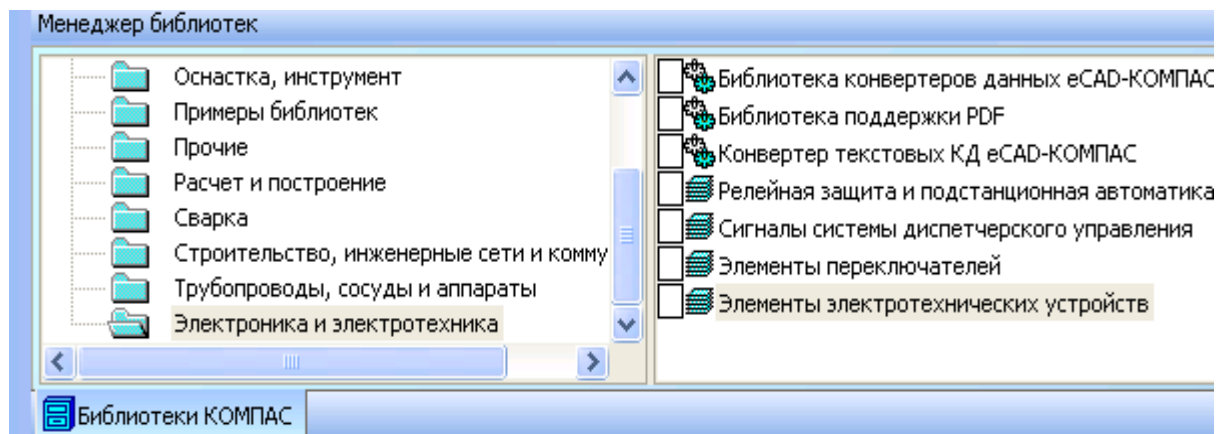 Менеджер библиотек
Оснастка, инструмент
Примеры библиотек
Прочие
Расчет и построение
Сварка
Строительство, инженерные сети и комму
Трубопроводы, сосуды и аппараты
Электроника и электротехника
Библиотека конвертеров данных eCAD-КОМПАС
Библиотека поддержки PDF
Конвертер текстовых КД eCAD-КОМПАС
Релейная защита и подстанционная автоматика
Сигналы системы диспетчерского управления
Элементы переключателей
Элементы электротехнических устройств
Библиотеки КОМПАС